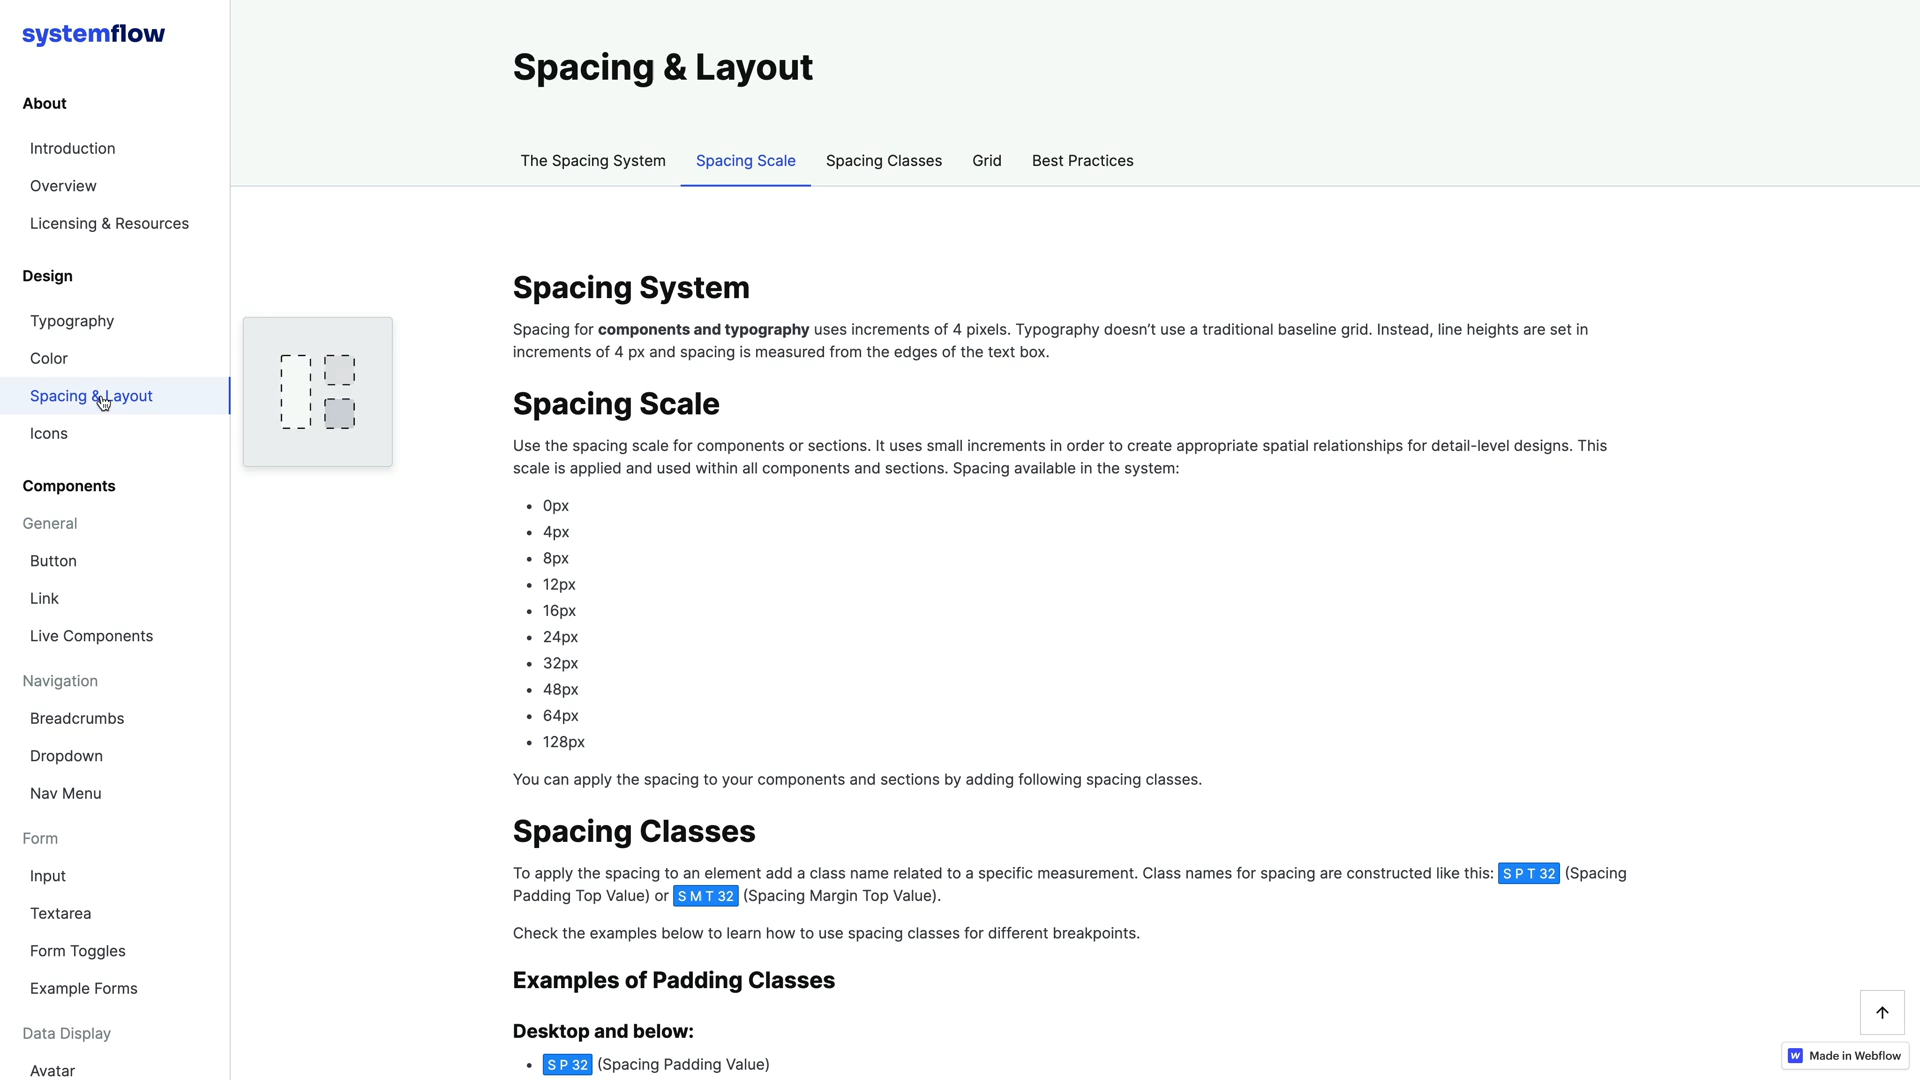 systemflow
About
Introduction
Overview
Licensing & Resources
Design
Typography
Color
Spacing & Layout
Icons
Components
General
Button
Link
Live Components
Navigation
Breadcrumbs
Dropdown
Nav Menu
Form
Input
Textarea
Form Toggles
Example Forms
Data Display
Avatar
Spacing & Layout
The Spacing System Spacing Scale Spacing Classes Grid Best Practices
Spacing System
Spacing for components and typography uses increments of 4 pixels. Typography doesn’t use a traditional baseline grid. Instead, line heights are set in
increments of 4 px and spacing is measured from the edges of the text box.
Spacing Scale
Use the spacing scale for components or sections. It uses small increments in order to create appropriate spatial relationships for detail-level designs. This
scale is applied and used within all components and sections. Spacing available in the system:
• 0px
• 4px
• 8px
• 12px
• 16px
• 24px
• 32px
• 48px
• 64px
• 128px
You can apply the spacing to your components and sections by adding following spacing classes.
Spacing Classes
To apply the spacing to an element add a class name related to a specific measurement. Class names for spacing are constructed like this: S P T 32 (Spacing
Padding Top Value) or S M T 32 (Spacing Margin Top Value).
Check the examples below to learn how to use spacing classes for different breakpoints.
Examples of Padding Classes
Desktop and below:
• S P 32 (Spacing Padding Value)
Made in Webflow